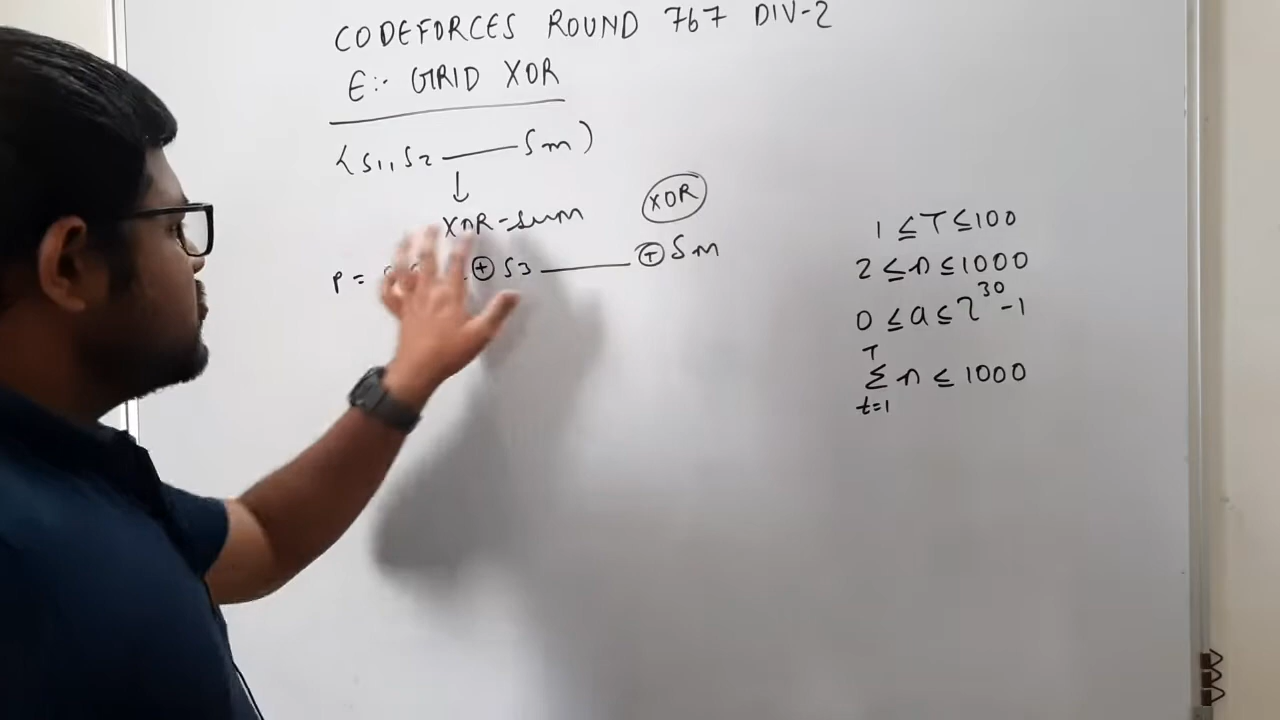 CODEFORCES ROUND 767 DIV-2
E:- GRID XOR
{S1, S2 —— Sm}
↓
XOR-sum
XOR
P = ⊕ S3 —— ⊕ Sm
1 ≤ T ≤ 100
2 ≤ n ≤ 1000
0 ≤ a ≤ 2^30 - 1
T
Σ n ≤ 1000
t=1